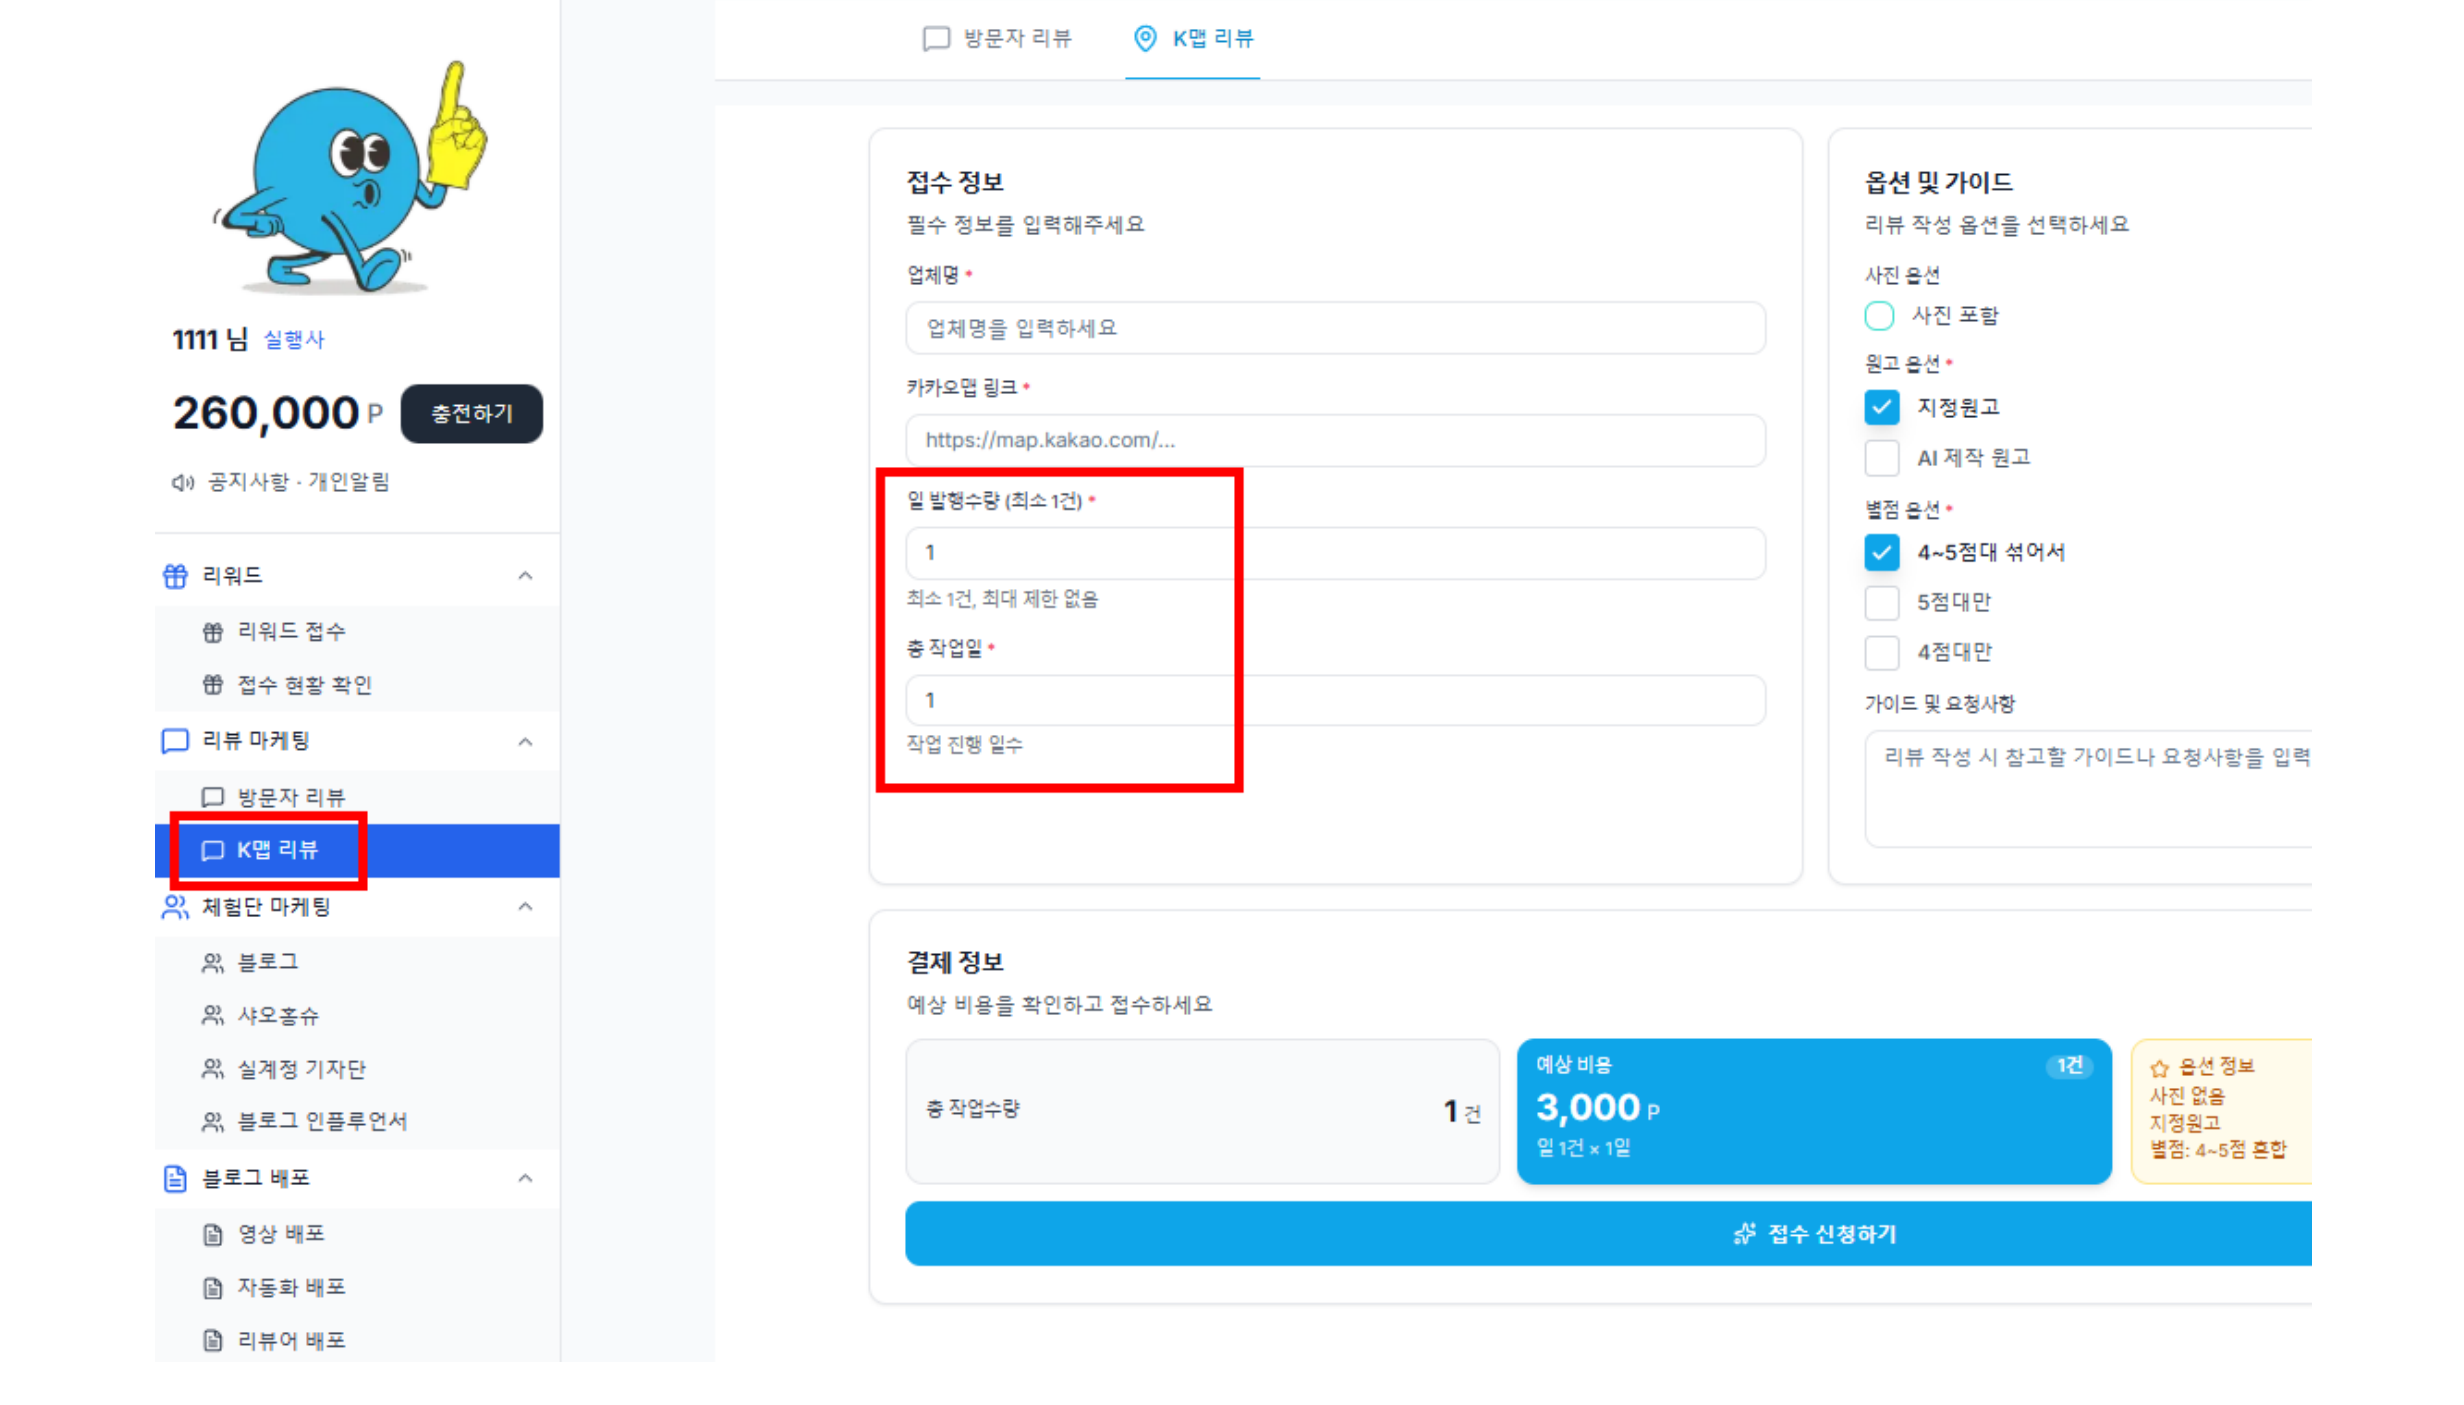 방문자 리뷰
K맵 리뷰
1111 님 실행사
260,000 P 충전하기
공지사항 · 개인알림
리워드
리워드 접수
접수 현황 확인
리뷰 마케팅
방문자 리뷰
K맵 리뷰
체험단 마케팅
블로그
샤오홍슈
실계정 기자단
블로그 인플루언서
블로그 배포
영상 배포
자동화 배포
리뷰어 배포
접수 정보
필수 정보를 입력해주세요
업체명 *
업체명을 입력하세요
카카오맵 링크 *
https://map.kakao.com/...
일 발행수량 (최소 1건) *
1
최소 1건, 최대 제한 없음
총 작업일 *
1
작업 진행 일수
옵션 및 가이드
리뷰 작성 옵션을 선택하세요
사진 옵션
사진 포함
원고 옵션 *
지정원고
AI 제작 원고
별점 옵션 *
4~5점대 섞어서
5점대만
4점대만
가이드 및 요청사항
리뷰 작성 시 참고할 가이드나 요청사항을 입력
결제 정보
예상 비용을 확인하고 접수하세요
총 작업수량
1 건
예상 비용
1건
3,000 P
일 1건 × 1일
옵션 정보
사진 없음
지정원고
별점: 4~5점 혼합
접수 신청하기